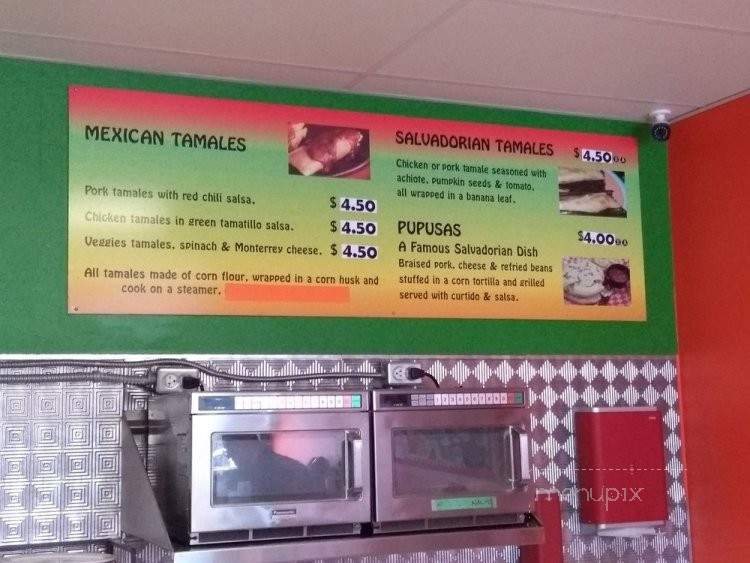 MEXICAN TAMALES
Pork tamales with red chili salsa. $ 4.50
Chicken tamales in green tamatillo salsa. $ 4.50
Veggies tamales, spinach & Monterrey cheese. $ 4.50
All tamales made of corn flour, wrapped in a corn husk and
cook on a steamer.
SALVADORIAN TAMALES $ 4.50
Chicken or pork tamale seasoned with
achiote, pumpkin seeds & tomato,
all wrapped in a banana leaf.
PUPUSAS $4.00
A Famous Salvadorian Dish
Braised pork, cheese & refried beans
stuffed in a corn tortilla and grilled
served with curtido & salsa.
Panasonic
menupix